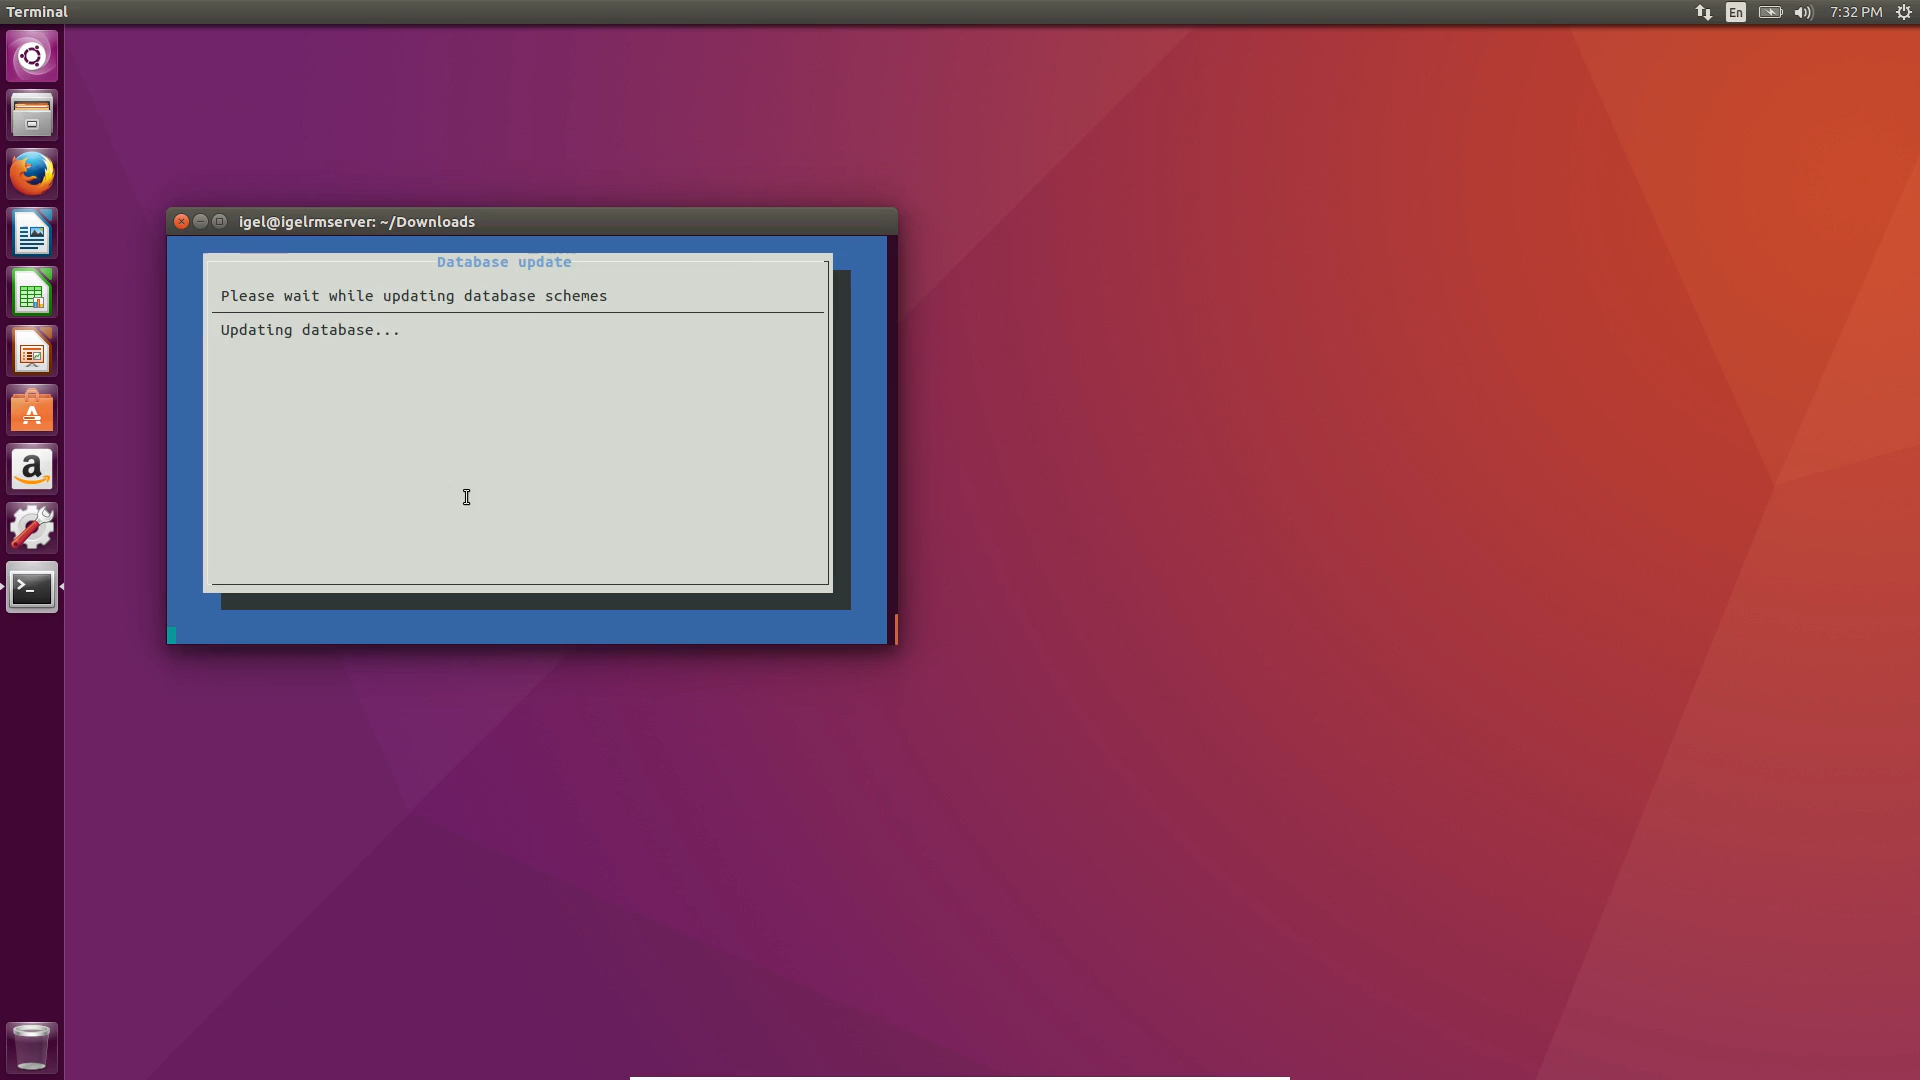 Terminal
En
7:32 PM
igel@igelrmserver: ~/Downloads
Database update
Please wait while updating database schemes
Updating database...